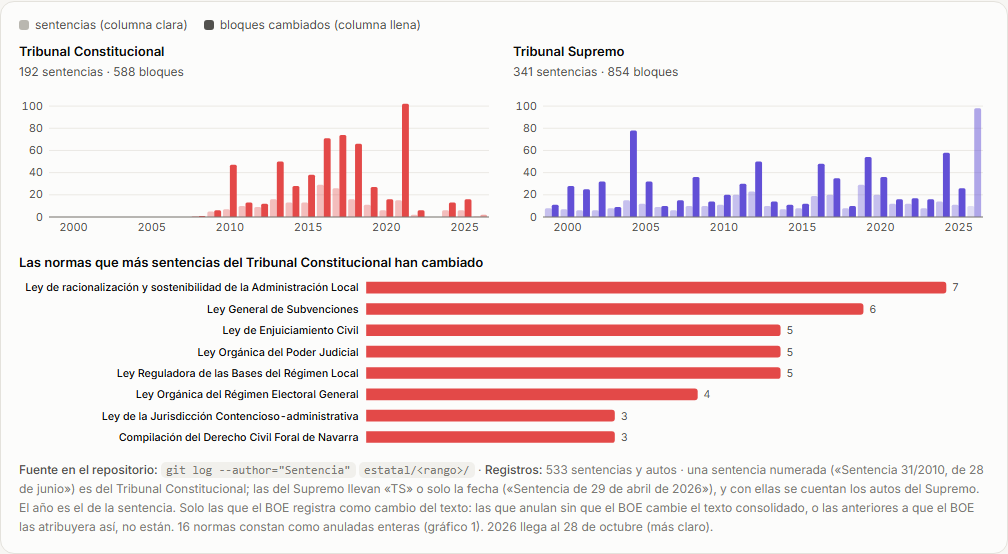 sentencias (columna clara) bloques cambiados (columna llena)
Tribunal Constitucional
192 sentencias · 588 bloques
100
80
60
40
20
0
2000 2005 2010 2015 2020 2025
Tribunal Supremo
341 sentencias · 854 bloques
100
80
60
40
20
0
2000 2005 2010 2015 2020 2025
Las normas que más sentencias del Tribunal Constitucional han cambiado
Ley de racionalización y sostenibilidad de la Administración Local 7
Ley General de Subvenciones 6
Ley de Enjuiciamiento Civil 5
Ley Orgánica del Poder Judicial 5
Ley Reguladora de las Bases del Régimen Local 5
Ley Orgánica del Régimen Electoral General 4
Ley de la Jurisdicción Contencioso-administrativa 3
Compilación del Derecho Civil Foral de Navarra 3
Fuente en el repositorio: git log --author="Sentencia" estatal/<rango>/ · Registros: 533 sentencias y autos · una sentencia numerada («Sentencia 31/2010, de 28
de junio») es del Tribunal Constitucional; las del Supremo llevan «TS» o solo la fecha («Sentencia de 29 de abril de 2026»), y con ellas se cuentan los autos del Supremo.
El año es el de la sentencia. Solo las que el BOE registra como cambio del texto: las que anulan sin que el BOE cambie el texto consolidado, o las anteriores a que el BOE
las atribuyera así, no están. 16 normas constan como anuladas enteras (gráfico 1). 2026 llega al 28 de octubre (más claro).